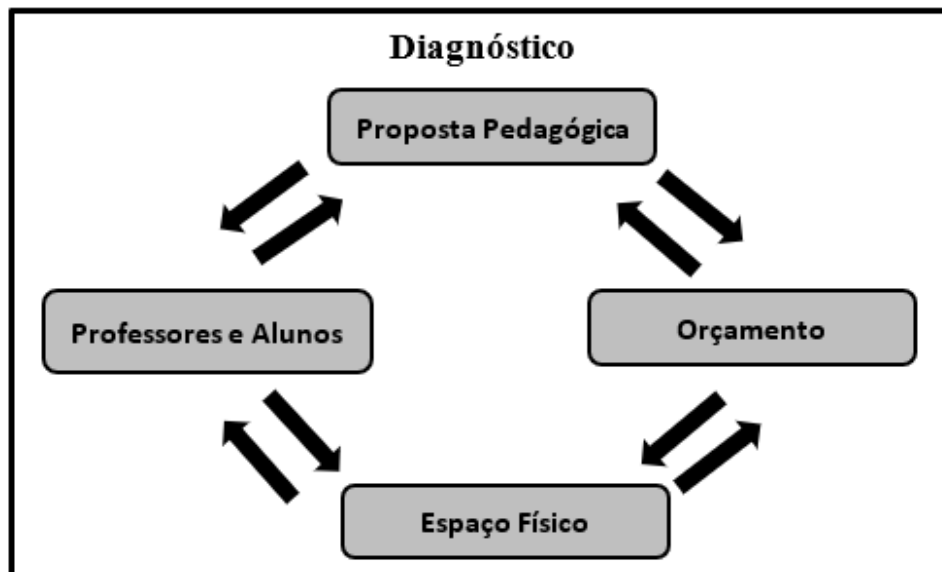 Diagnóstico
Proposta Pedagógica
Professores e Alunos
Orçamento
Espaço Físico